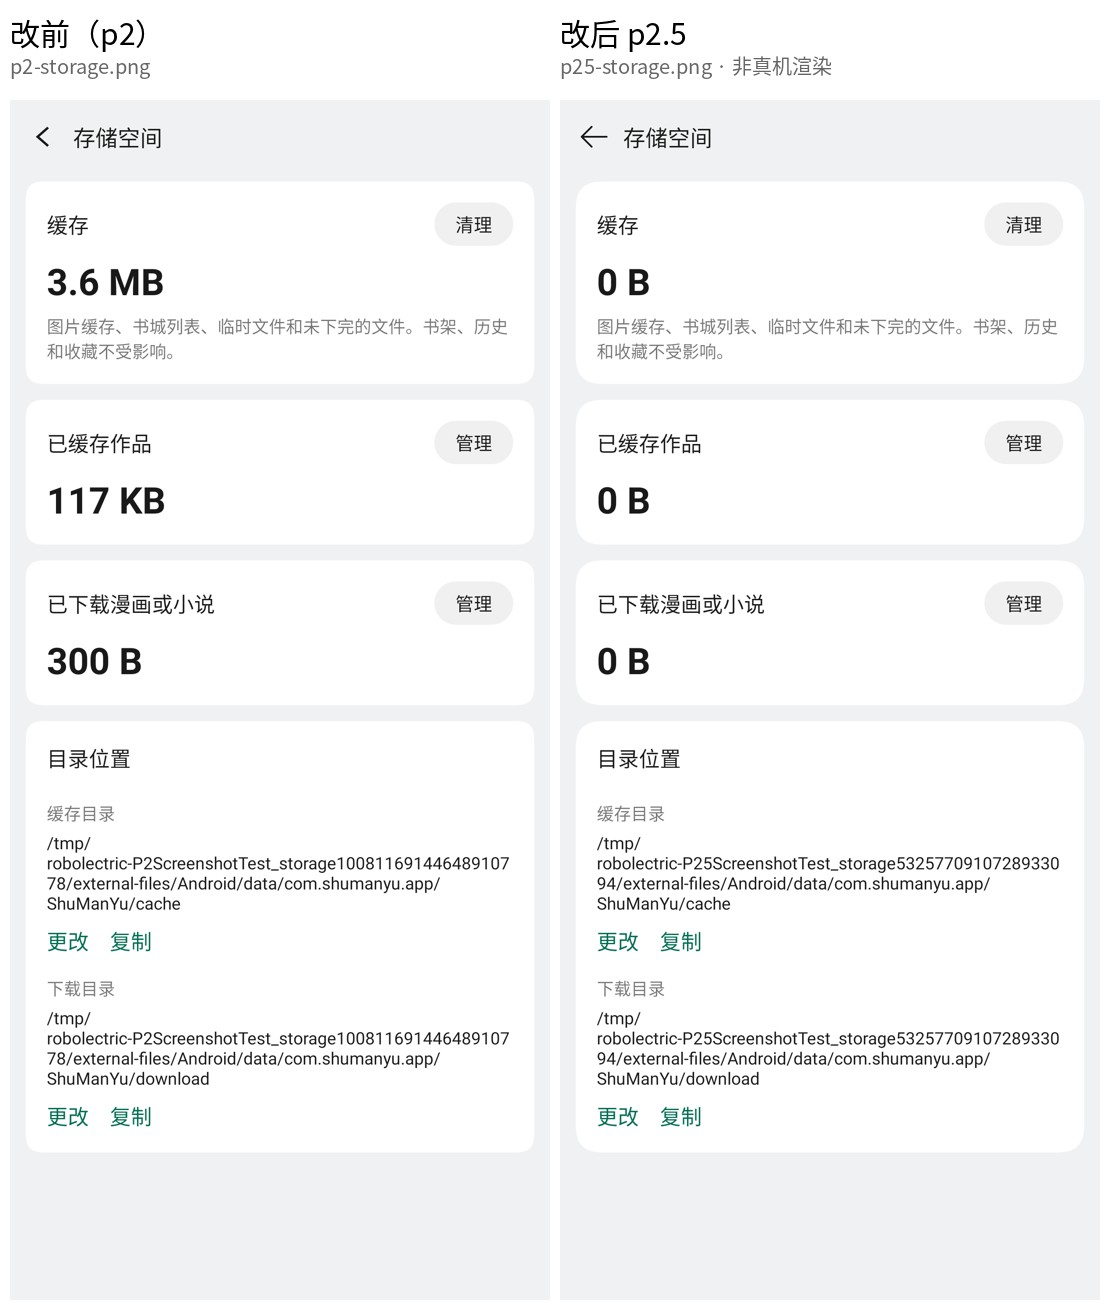 改前（p2）
p2-storage.png
存储空间
缓存
清理
3.6 MB
图片缓存、书城列表、临时文件和未下完的文件。书架、历史
和收藏不受影响。
已缓存作品
管理
117 KB
已下载漫画或小说
管理
300 B
目录位置
缓存目录
/tmp/
robolectric-P2ScreenshotTest_storage100811691446489107
78/external-files/Android/data/com.shumanyu.app/
ShuManYu/cache
更改 复制
下载目录
/tmp/
robolectric-P2ScreenshotTest_storage100811691446489107
78/external-files/Android/data/com.shumanyu.app/
ShuManYu/download
更改 复制
改后 p2.5
p25-storage.png · 非真机渲染
存储空间
缓存
清理
0 B
图片缓存、书城列表、临时文件和未下完的文件。书架、历史
和收藏不受影响。
已缓存作品
管理
0 B
已下载漫画或小说
管理
0 B
目录位置
缓存目录
/tmp/
robolectric-P25ScreenshotTest_storage53257709107289330
94/external-files/Android/data/com.shumanyu.app/
ShuManYu/cache
更改 复制
下载目录
/tmp/
robolectric-P25ScreenshotTest_storage53257709107289330
94/external-files/Android/data/com.shumanyu.app/
ShuManYu/download
更改 复制